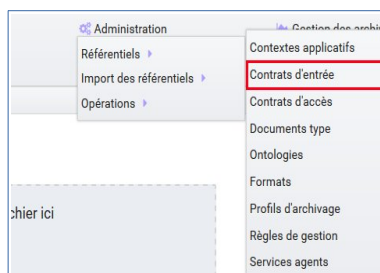 Administration
Gestion des archiv
Référentiels
Import des référentiels
Opérations
Contextes applicatifs
Contrats d'entrée
Contrats d'accès
Documents type
Ontologies
Formats
Profils d'archivage
Règles de gestion
Services agents
chier ici